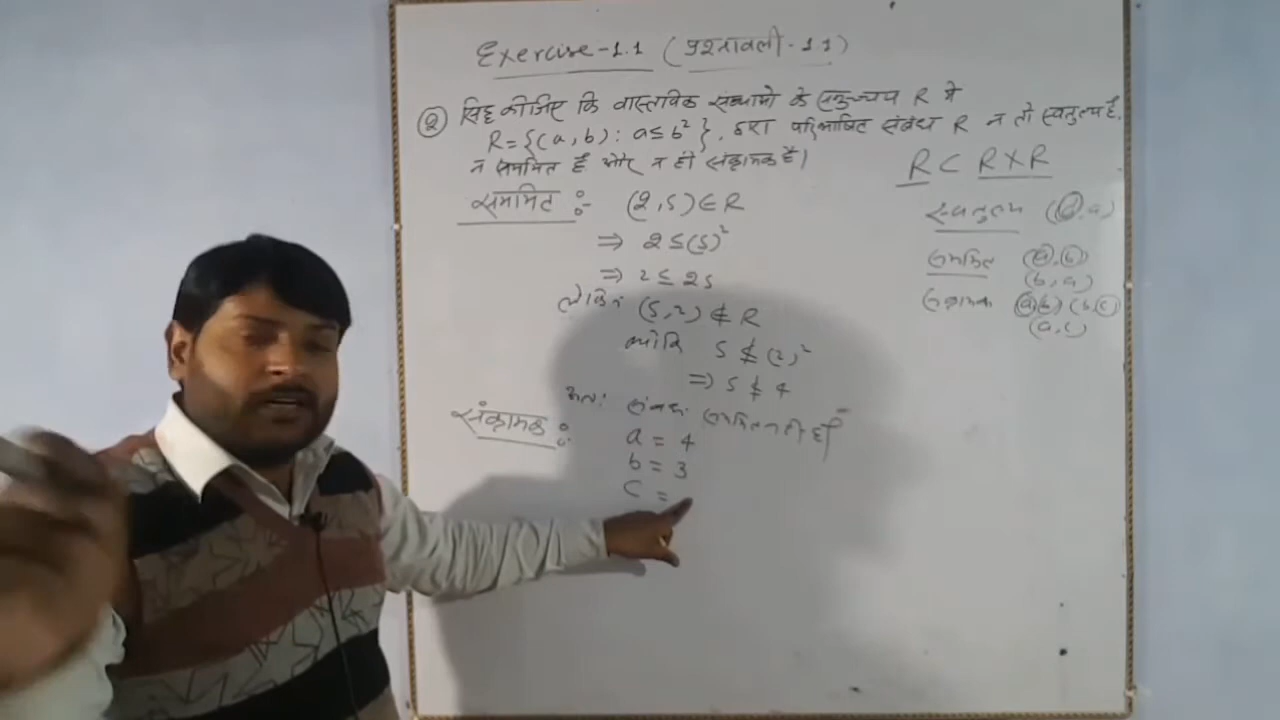 Exercise-1.1 (प्रश्नावली-1.1)
② सिद्ध कीजिए कि वास्तविक संख्याओं के समुच्चय R में
R = {(a, b) : a ≤ b²}, द्वारा परिभाषित संबंध R न तो स्वतुल्य है,
न सममित है और न ही संक्रामक है।
R ⊂ R×R
सममित :- (2,5) ∈ R
⇒ 2 ≤ (5)²
⇒ 2 ≤ 25
लेकिन (5,2) ∉ R
क्योंकि 5 ≰ (2)²
⇒ 5 ≰ 4
अतः संबंध सममित नहीं है
संक्रामक :-
a = 4
b = 3
c =
स्वतुल्य (a,a)
सममित (a,b)
(b,a)
संक्रामक (a,b) (b,c)
(a,c)